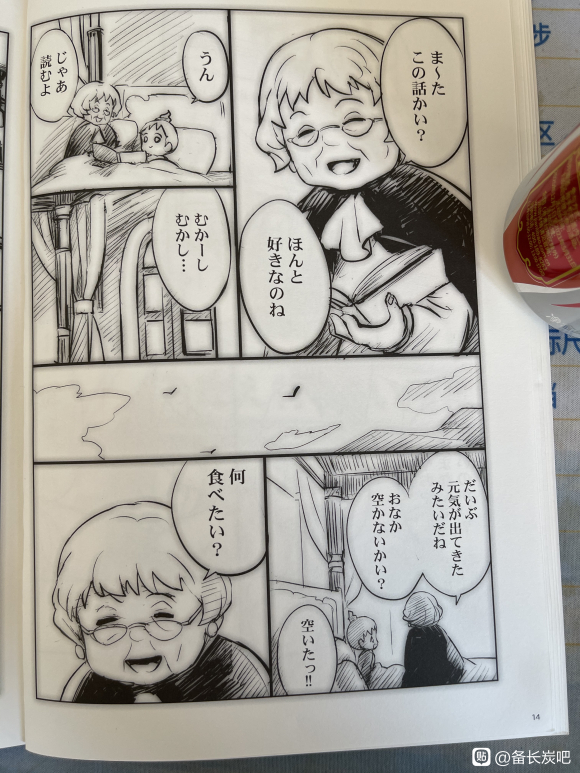 ま〜た
この話かい？
ほんと
好きなのね
うん
じゃあ
読むよ
むかーし
むかし…
だいぶ
元気が出てきた
みたいだね
おなか
空かないかい？
空いたっ!!
何
食べたい？
14
步
区
贴 @备长炭吧